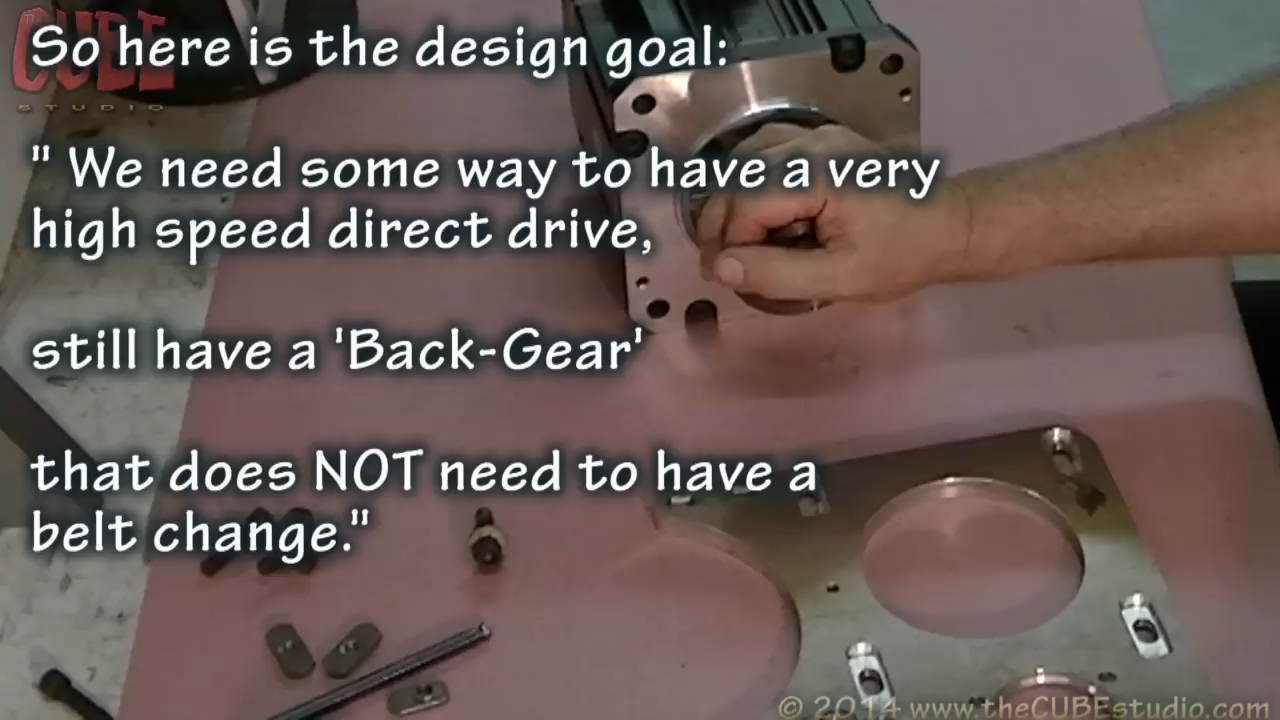 CUBE
STUDIO
So here is the design goal:
" We need some way to have a very
high speed direct drive,
still have a 'Back-Gear'
that does NOT need to have a
belt change."
© 2014 www.theCUBEstudio.com